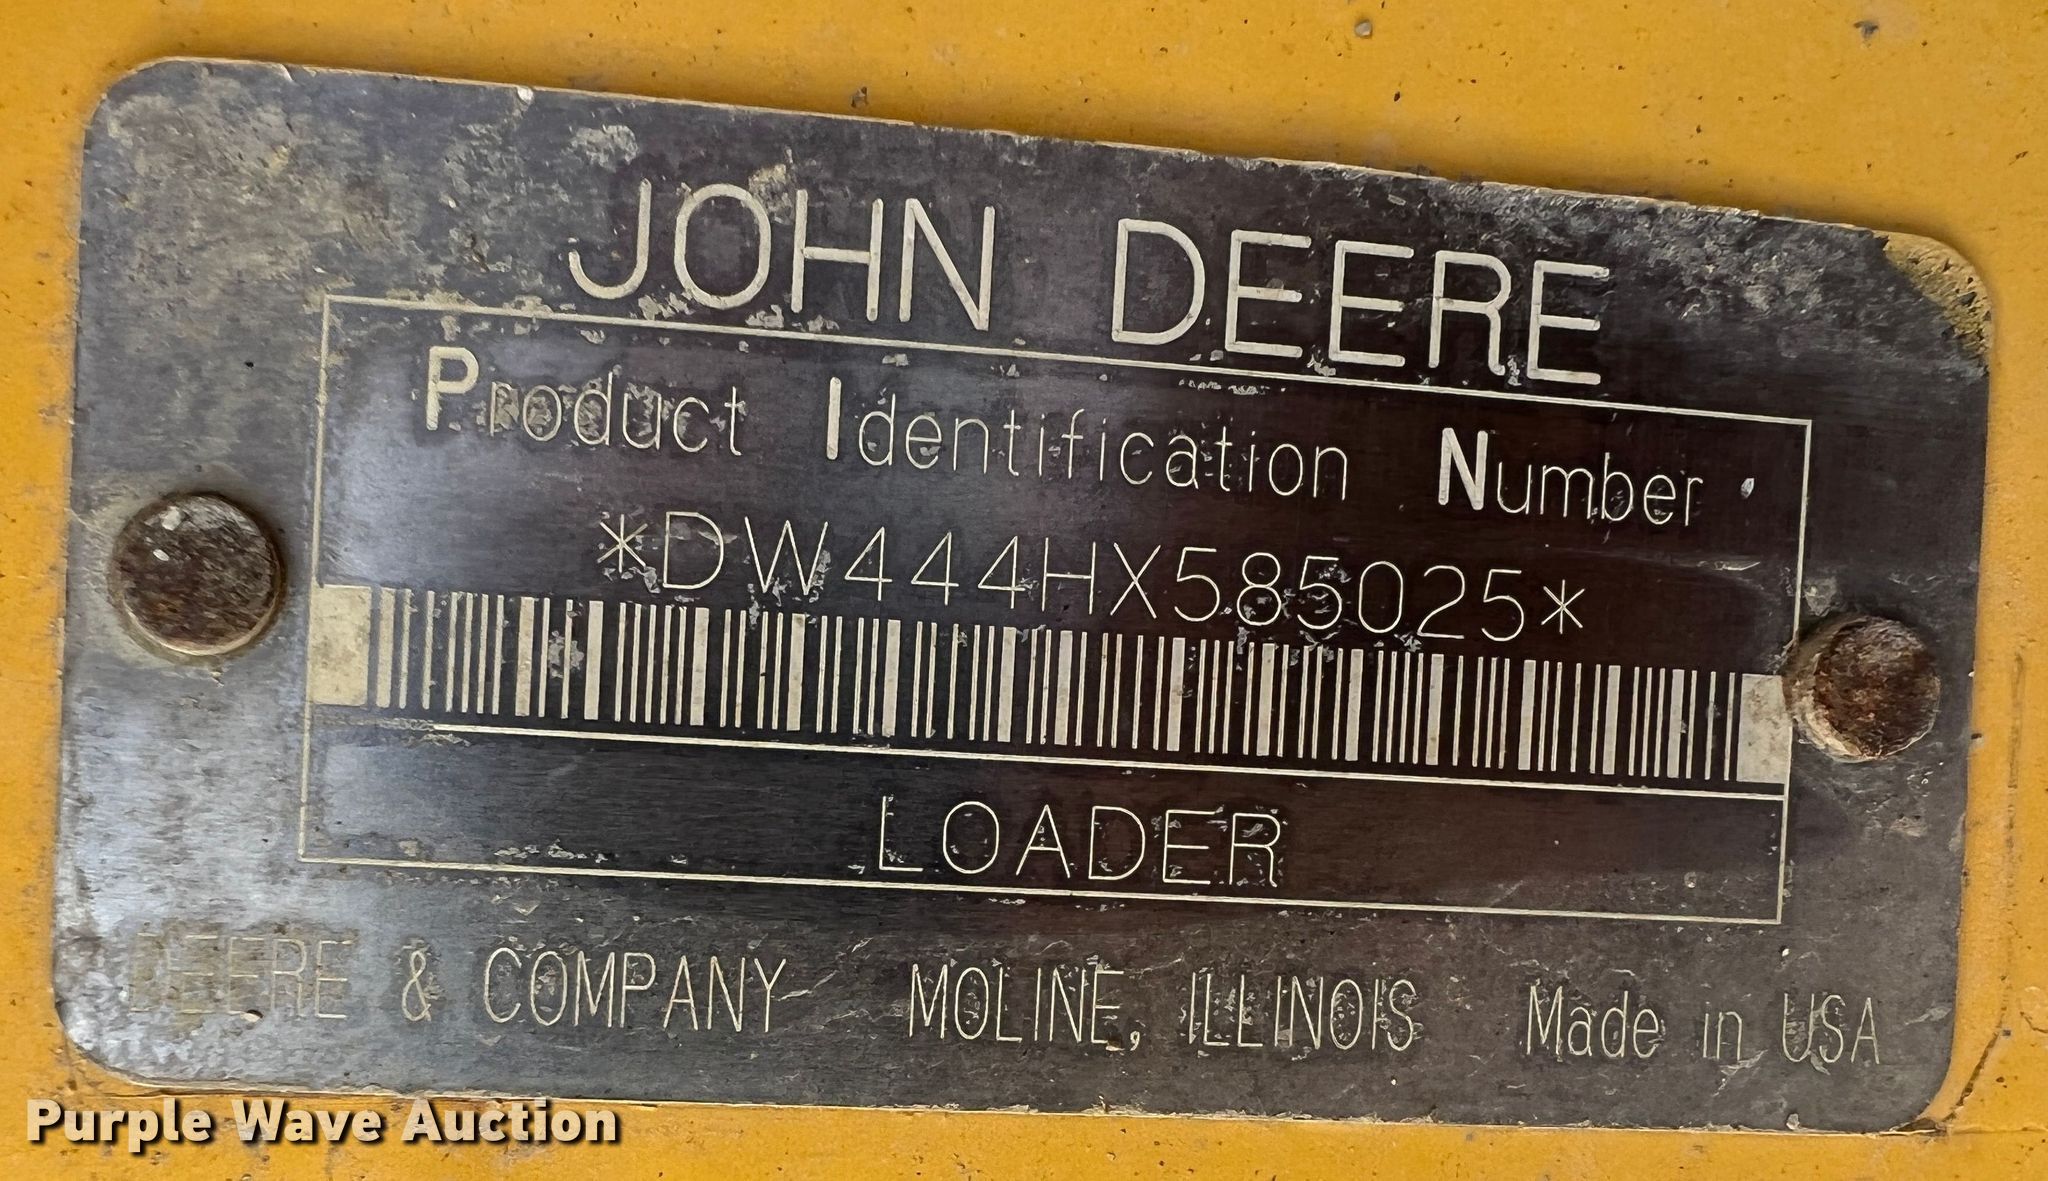 JOHN DEERE
Product Identification Number
*DW444HX585025*
LOADER
DEERE & COMPANY MOLINE, ILLINOIS Made in USA
Purple Wave Auction